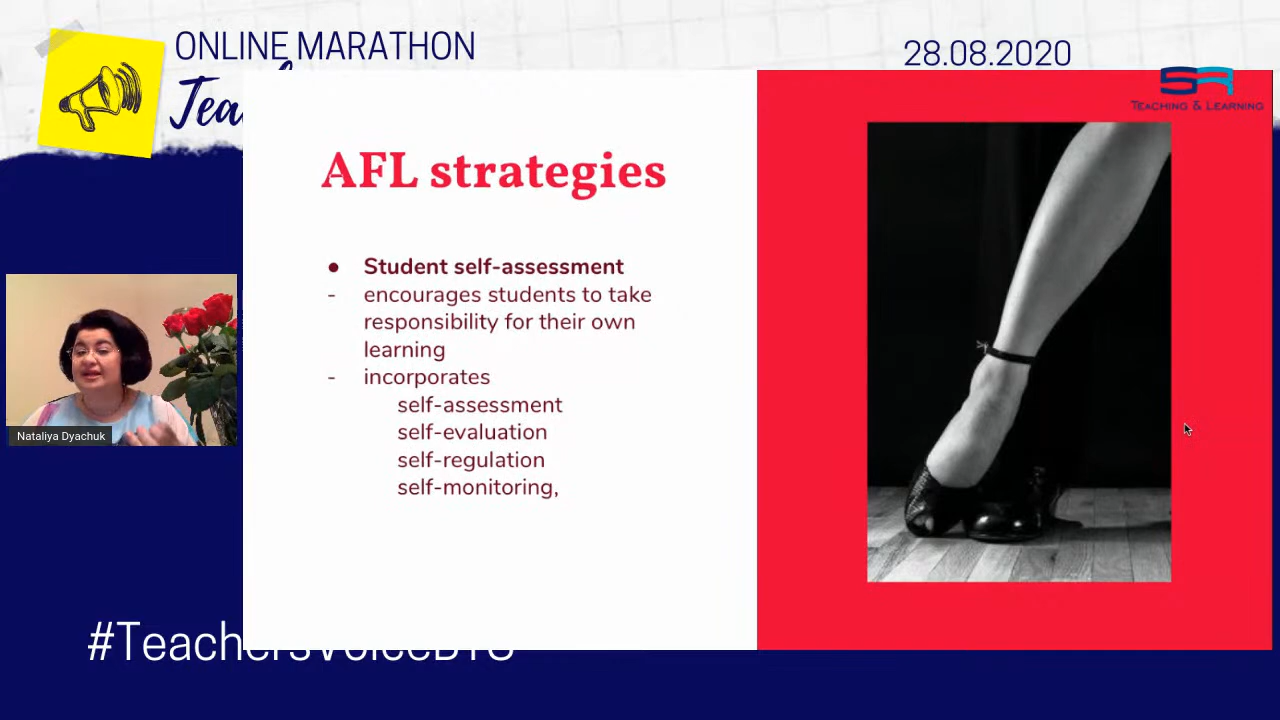 ONLINE MARATHON
28.08.2020
SR
TEACHING & LEARNING
AFL strategies
● Student self-assessment
- encourages students to take
responsibility for their own
learning
- incorporates
self-assessment
self-evaluation
self-regulation
self-monitoring,
Nataliya Dyachuk